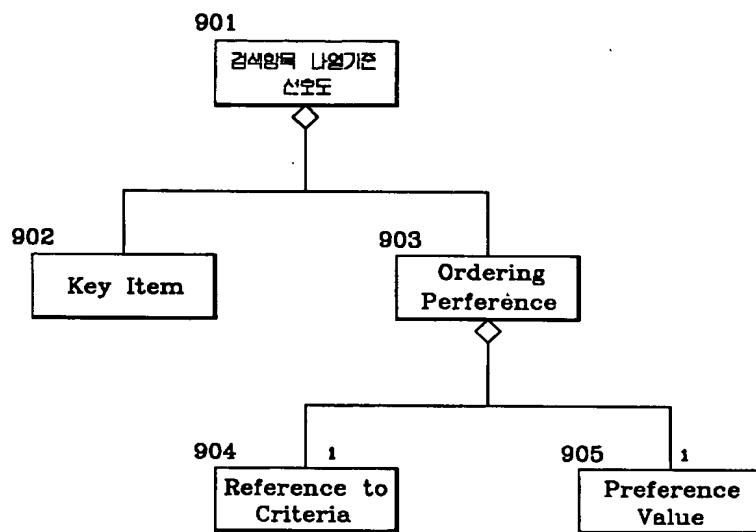 901
검색항목 나열기준
선호도
902
Key Item
903
Ordering
Perference
904
1
Reference to
Criteria
905
1
Preference
Value